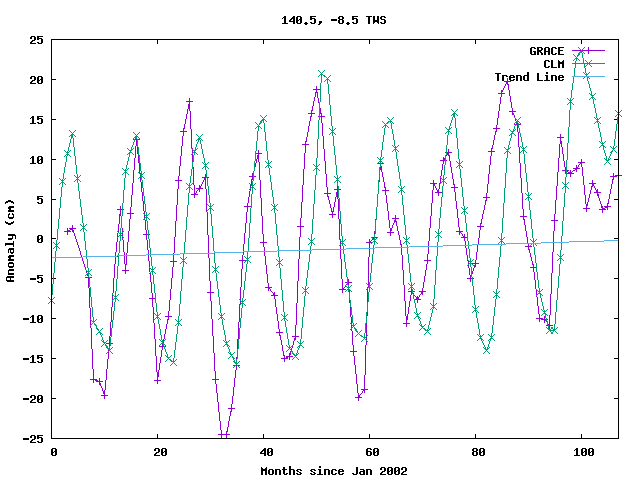 140.5, -8.5 TWS
GRACE
CLM
Trend Line
25
20
15
10
5
0
-5
-10
-15
-20
-25
Anomaly (cm)
0 20 40 60 80 100
Months since Jan 2002